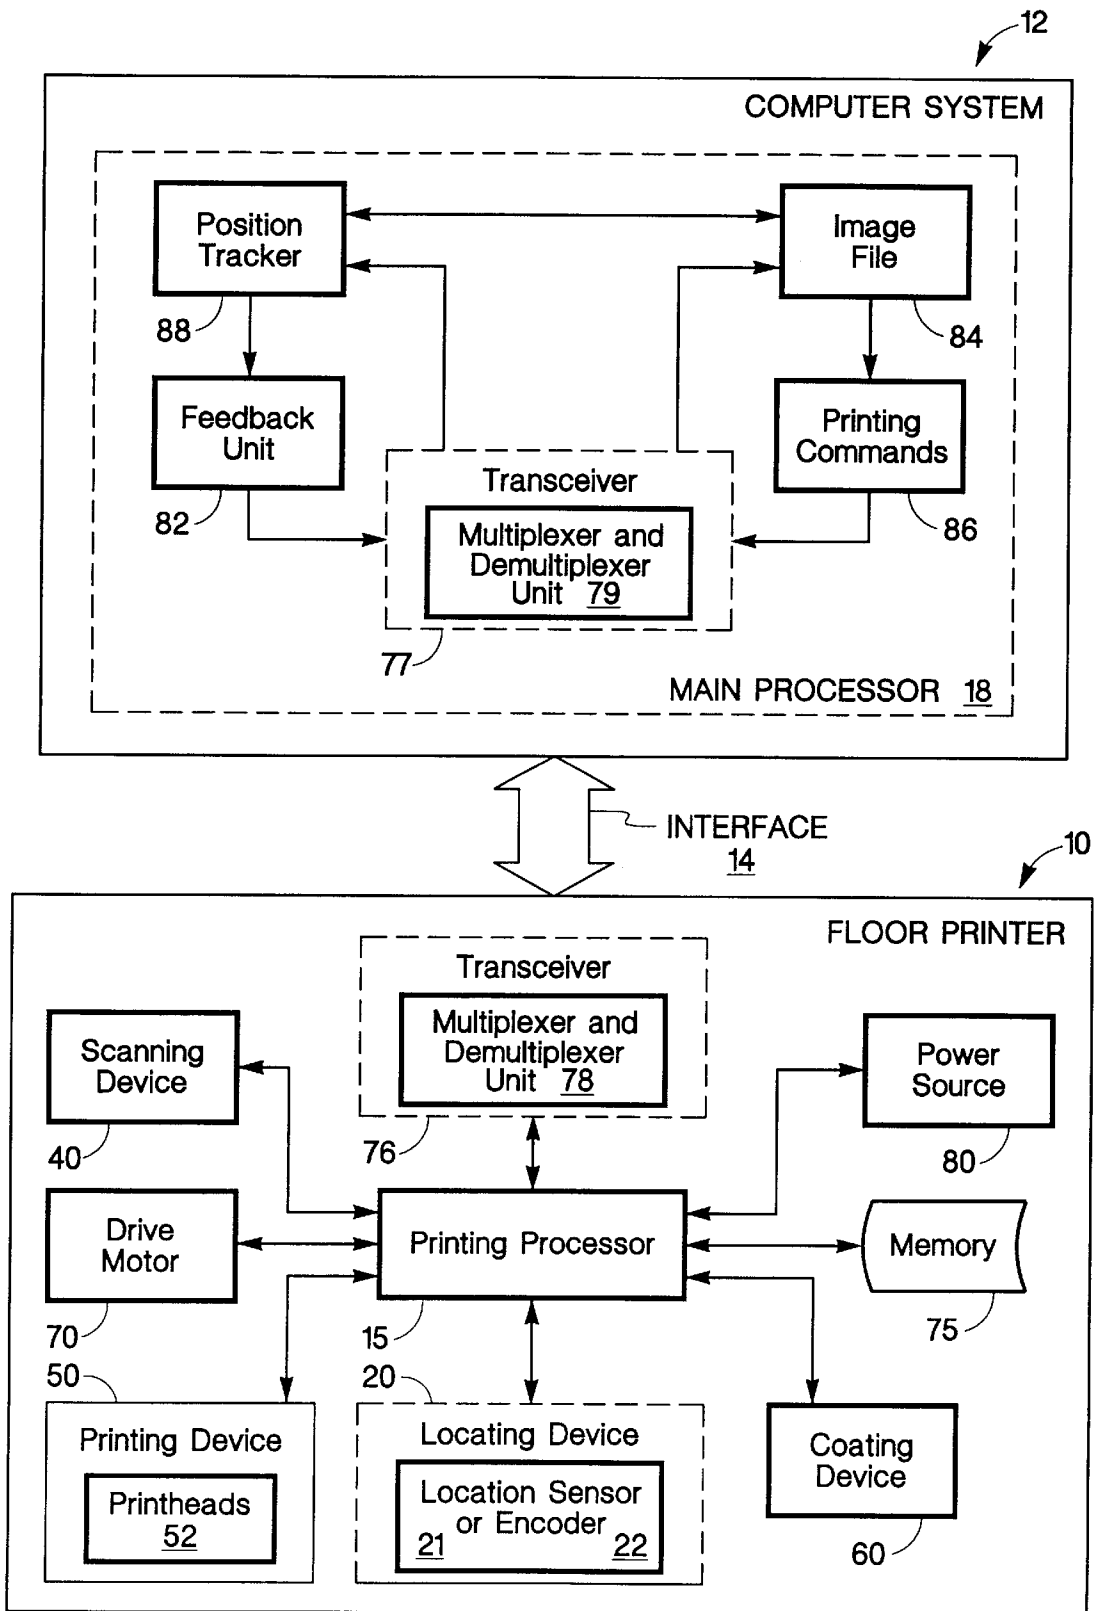 12
COMPUTER SYSTEM
Position
Tracker
88
Image
File
84
Feedback
Unit
82
Printing
Commands
86
Transceiver
Multiplexer and
Demultiplexer
Unit 79
77
MAIN PROCESSOR 18
INTERFACE
14
10
FLOOR PRINTER
Transceiver
Multiplexer and
Demultiplexer
Unit 78
76
Scanning
Device
40
Power
Source
80
Drive
Motor
70
Printing Processor
15
Memory
75
50
Printing Device
Printheads
52
20
Locating Device
Location Sensor
or Encoder
21 22
Coating
Device
60